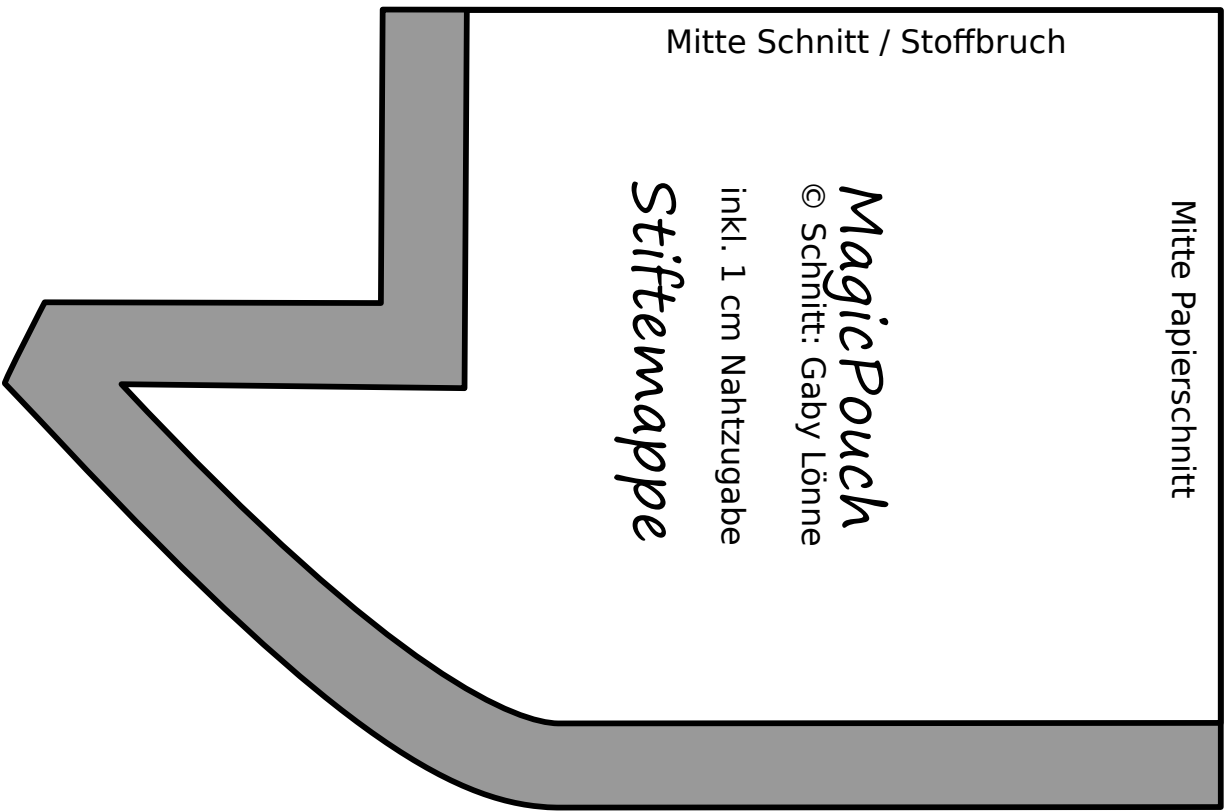 Mitte Schnitt / Stoffbruch
Mitte Papierschnitt
MagicPouch
© Schnitt: Gaby Lönne
inkl. 1 cm Nahtzugabe
Stiftemappe